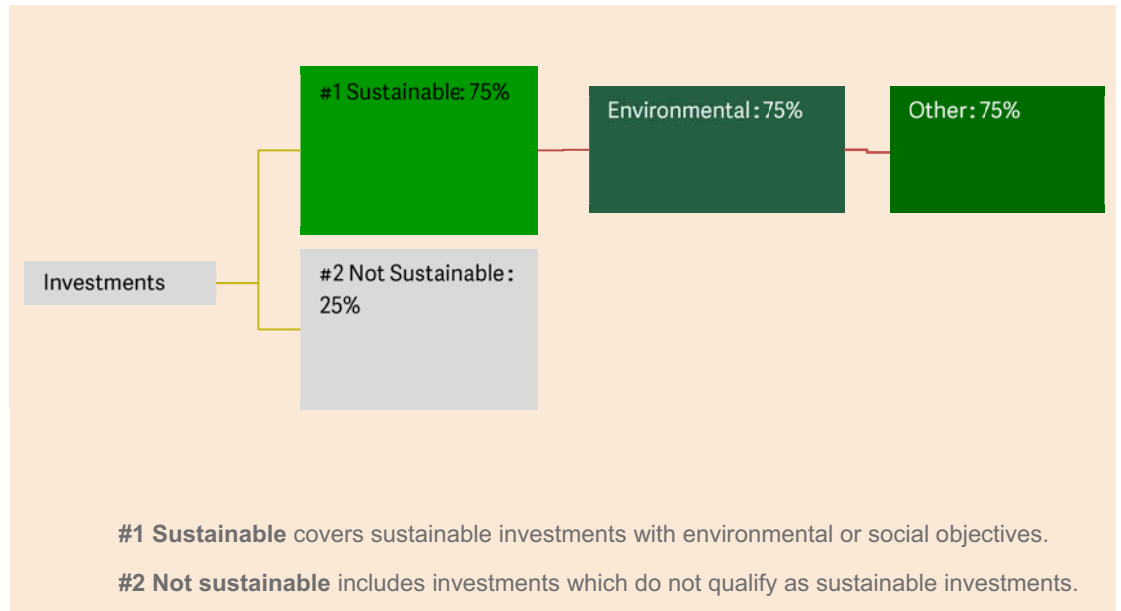 #1 Sustainable: 75%
Environmental: 75%
Other: 75%
Investments
#2 Not Sustainable:
25%
#1 Sustainable covers sustainable investments with environmental or social objectives.
#2 Not sustainable includes investments which do not qualify as sustainable investments.